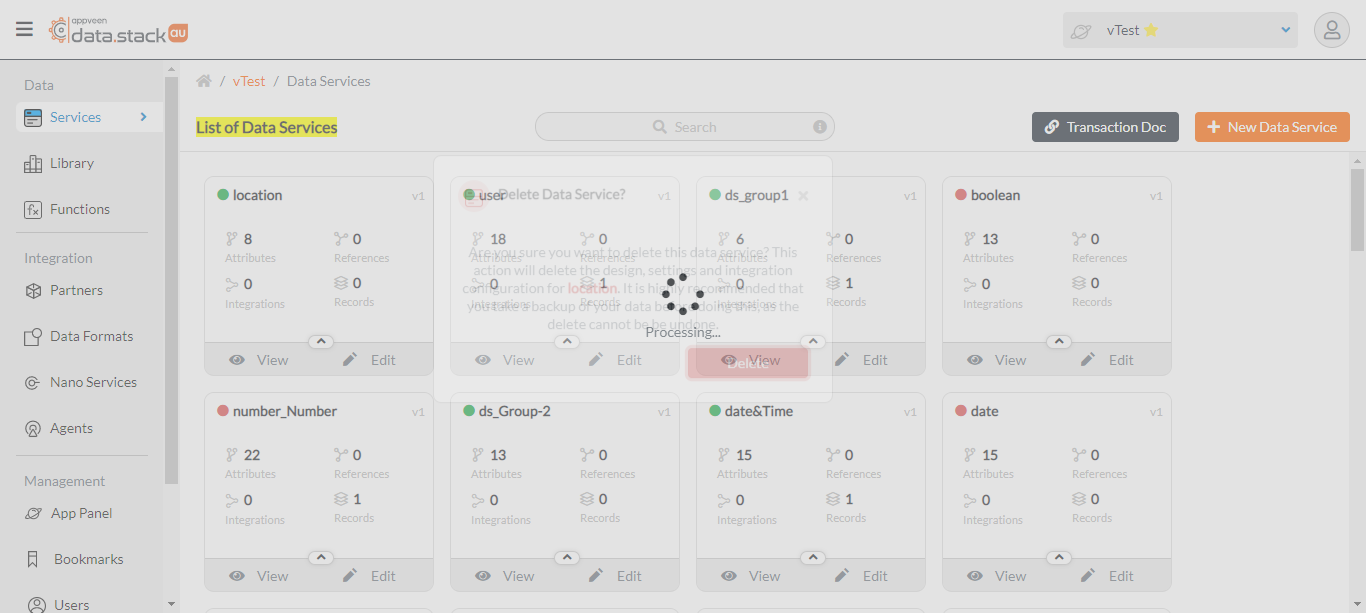 appveen
data.stack au
vTest
Data
Services
Library
Functions
Integration
Partners
Data Formats
Nano Services
Agents
Management
App Panel
Bookmarks
Users
/ vTest / Data Services
List of Data Services
Search
Transaction Doc
New Data Service
location v1
8 0
Attributes References
0 0
Integrations Records
View Edit
user v1
18 0
Attributes References
0 1
Integrations Records
View Edit
ds_group1 v1
6 0
Attributes References
0 1
Integrations Records
View Edit
boolean v1
13 0
Attributes References
0 0
Integrations Records
View Edit
Delete Data Service?
Are you sure you want to delete this data service? This
action will delete the design, settings and integration
configuration for location. It is highly recommended that
you take a backup of your data before doing this, as the
delete cannot be be undone.
Processing...
Delete
number_Number v1
22 0
Attributes References
0 1
Integrations Records
View Edit
ds_Group-2 v1
13 0
Attributes References
0 0
Integrations Records
View Edit
date&Time v1
15 0
Attributes References
0 1
Integrations Records
View Edit
date v1
15 0
Attributes References
0 0
Integrations Records
View Edit